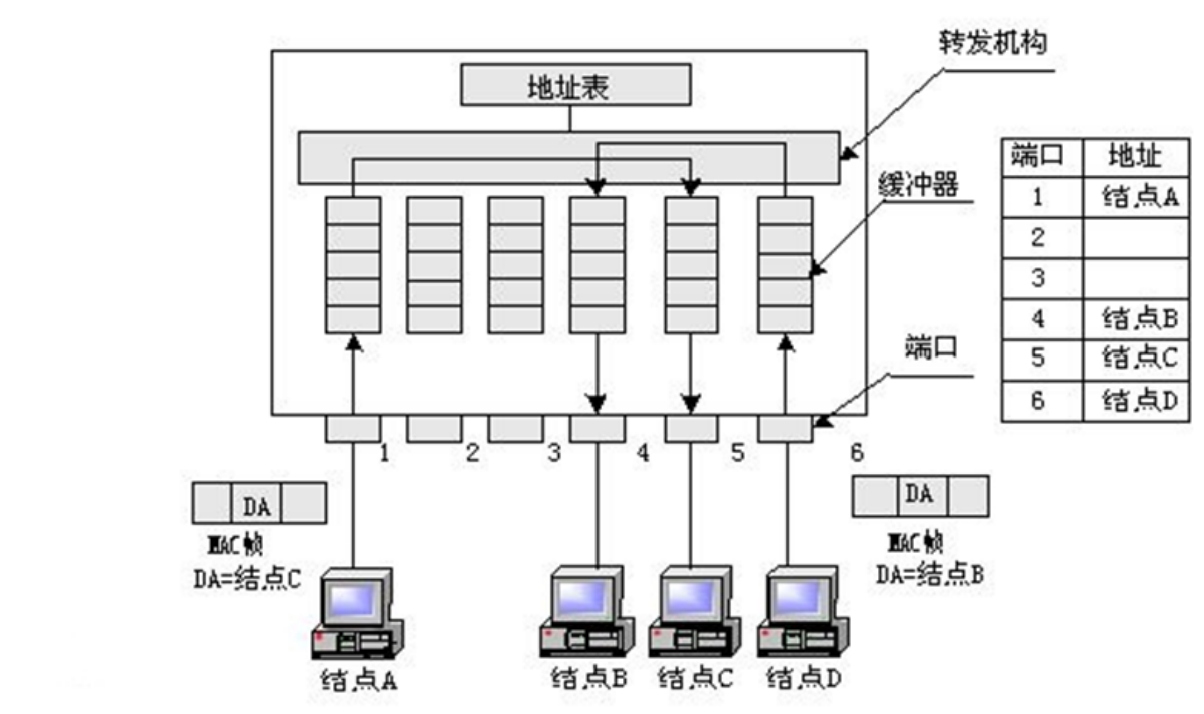 转发机构
地址表
端口 地址
1 结点A
2
3
4 结点B
5 结点C
6 结点D
缓冲器
端口
1 2 3 4 5 6
DA
MAC帧
DA=结点C
DA
MAC帧
DA=结点B
结点A 结点B 结点C 结点D